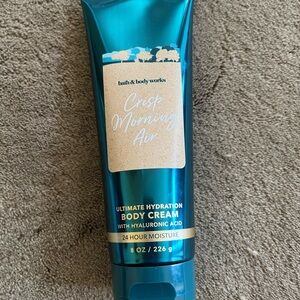 bath & body works
Crisp
Morning
Air
ULTIMATE HYDRATION
BODY CREAM
WITH HYALURONIC ACID
24 HOUR MOISTURE
8 OZ / 226 g